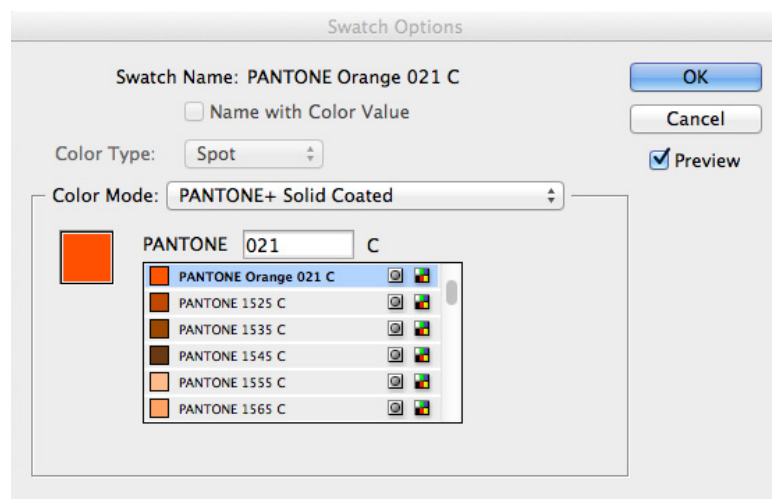 Swatch Options
Swatch Name: PANTONE Orange 021 C
OK
Name with Color Value
Cancel
Color Type: Spot
Preview
Color Mode: PANTONE+ Solid Coated
PANTONE 021 C
PANTONE Orange 021 C
PANTONE 1525 C
PANTONE 1535 C
PANTONE 1545 C
PANTONE 1555 C
PANTONE 1565 C